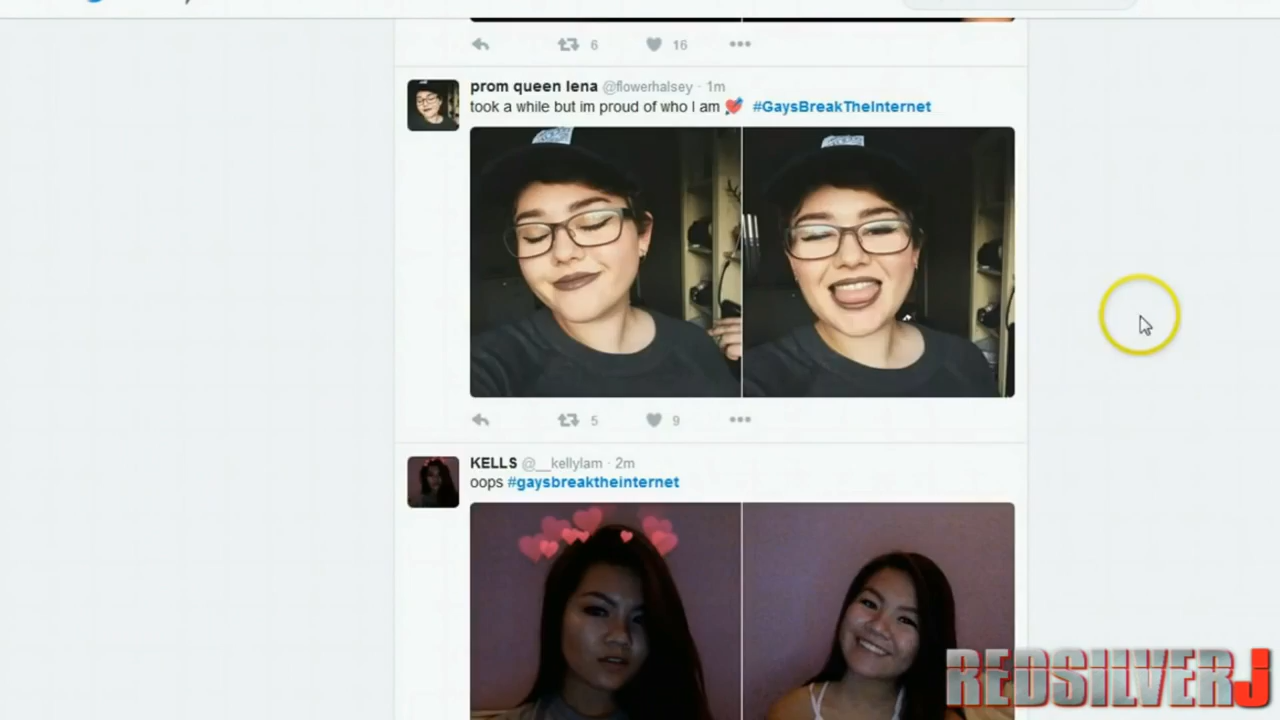 6 16 •••
prom queen lena @flowerhalsey · 1m
took a while but im proud of who I am #GaysBreakTheInternet
5 9 •••
KELLS @__kellylam · 2m
oops #gaysbreaktheinternet
REDSILVERJ